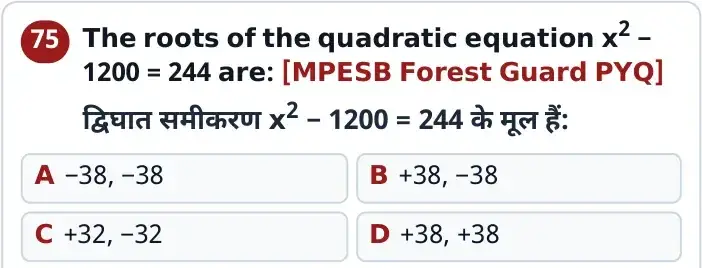 75 The roots of the quadratic equation x² –
1200 = 244 are: [MPESB Forest Guard PYQ]
द्विघात समीकरण x² – 1200 = 244 के मूल हैं:
A −38, −38
B +38, −38
C +32, −32
D +38, +38